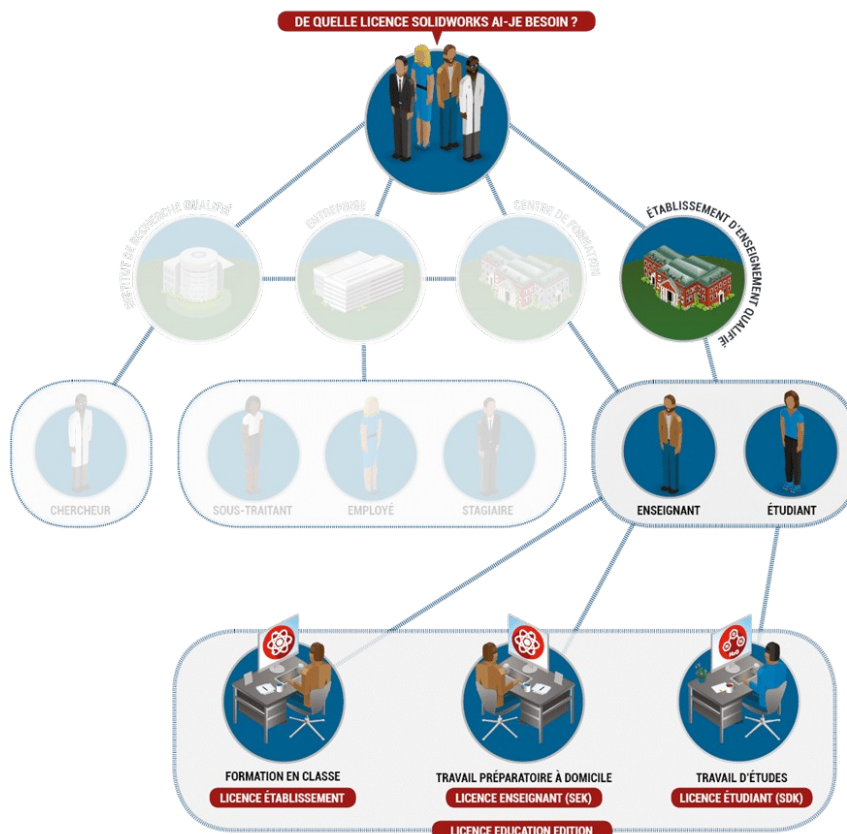 DE QUELLE LICENCE SOLIDWORKS AI-JE BESOIN ?
INSTITUT DE RECHERCHE QUALIFIÉ
ENTREPRISE
CENTRE DE FORMATION
ÉTABLISSEMENT D'ENSEIGNEMENT QUALIFIÉ
CHERCHEUR
SOUS-TRAITANT
EMPLOYÉ
STAGIAIRE
ENSEIGNANT
ÉTUDIANT
FORMATION EN CLASSE
LICENCE ÉTABLISSEMENT
TRAVAIL PRÉPARATOIRE À DOMICILE
LICENCE ENSEIGNANT (SEK)
TRAVAIL D'ÉTUDES
LICENCE ÉTUDIANT (SDK)
LICENCE EDUCATION EDITION